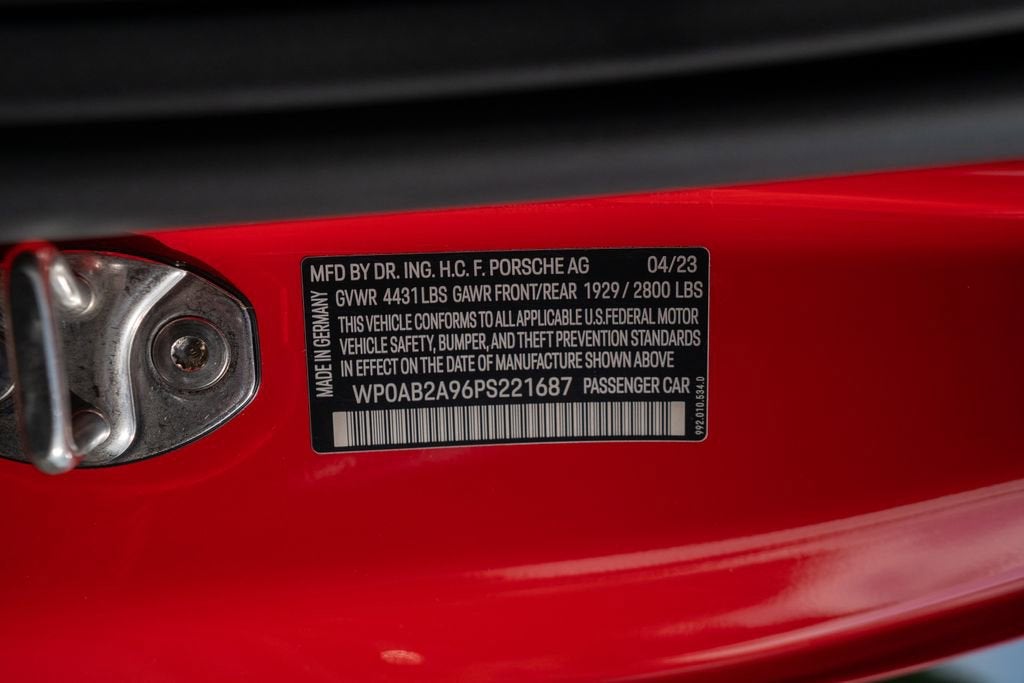 MFD BY DR. ING. H.C. F. PORSCHE AG 04/23
GVWR 4431 LBS GAWR FRONT/REAR 1929 / 2800 LBS
THIS VEHICLE CONFORMS TO ALL APPLICABLE U.S.FEDERAL MOTOR
VEHICLE SAFETY, BUMPER, AND THEFT PREVENTION STANDARDS
IN EFFECT ON THE DATE OF MANUFACTURE SHOWN ABOVE
WP0AB2A96PS221687 PASSENGER CAR
MADE IN GERMANY
992.010.534.D